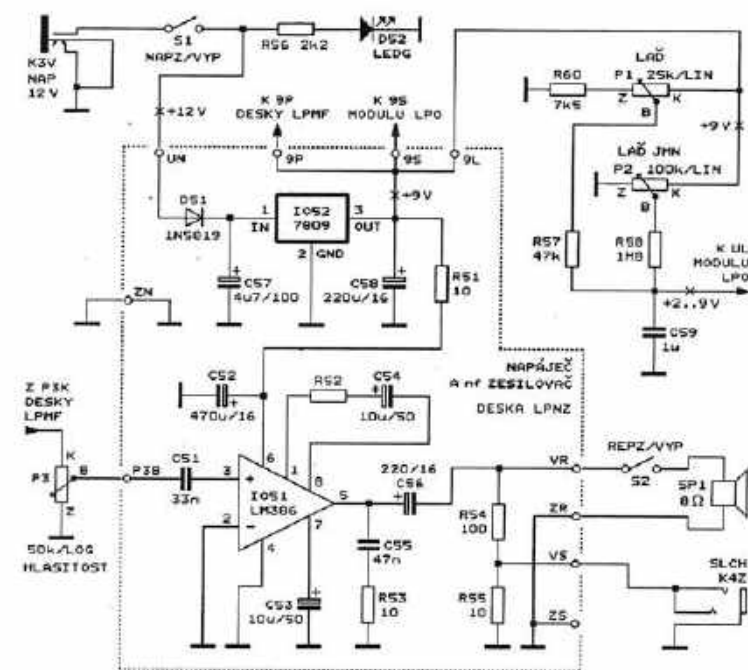 K3V
NAP
12 V
S1
NAPZ/VYP
R56 2k2
D52
LEDG
+12 V
K 9P
DESKY LPMF
K 9S
MODULU LPO
UN
9P
9S
9L
LAĎ
P1 25k/LIN
R60
7k5
Z
K
B
+9V
LAĎ JMN
P2 100k/LIN
Z
K
B
R57
47k
R58
1M8
K UL
MODULU
LPO
+2..9V
C59
1u
D51
1N5819
1
IN
IO52
7809
3
OUT
2
GND
+9V
C57
4u7/100
C58
220u/16
R51
10
ZN
NAPÁJEČ
A nf ZESILOVAČ
DESKA LPNZ
Z P3K
DESKY
LPMF
K
P3
B
Z
50k/LOG
HLASITOST
P3B
C51
33n
C52
470u/16
R52
C54
10u/50
6
1
8
3
+
IO51
LM386
5
2
-
7
4
220/16
C56
C55
47n
R53
10
C53
10u/50
R54
100
R55
10
VR
ZR
VS
ZS
REPZ/VYP
S2
SP1
8Ω
SLCH
K4Z